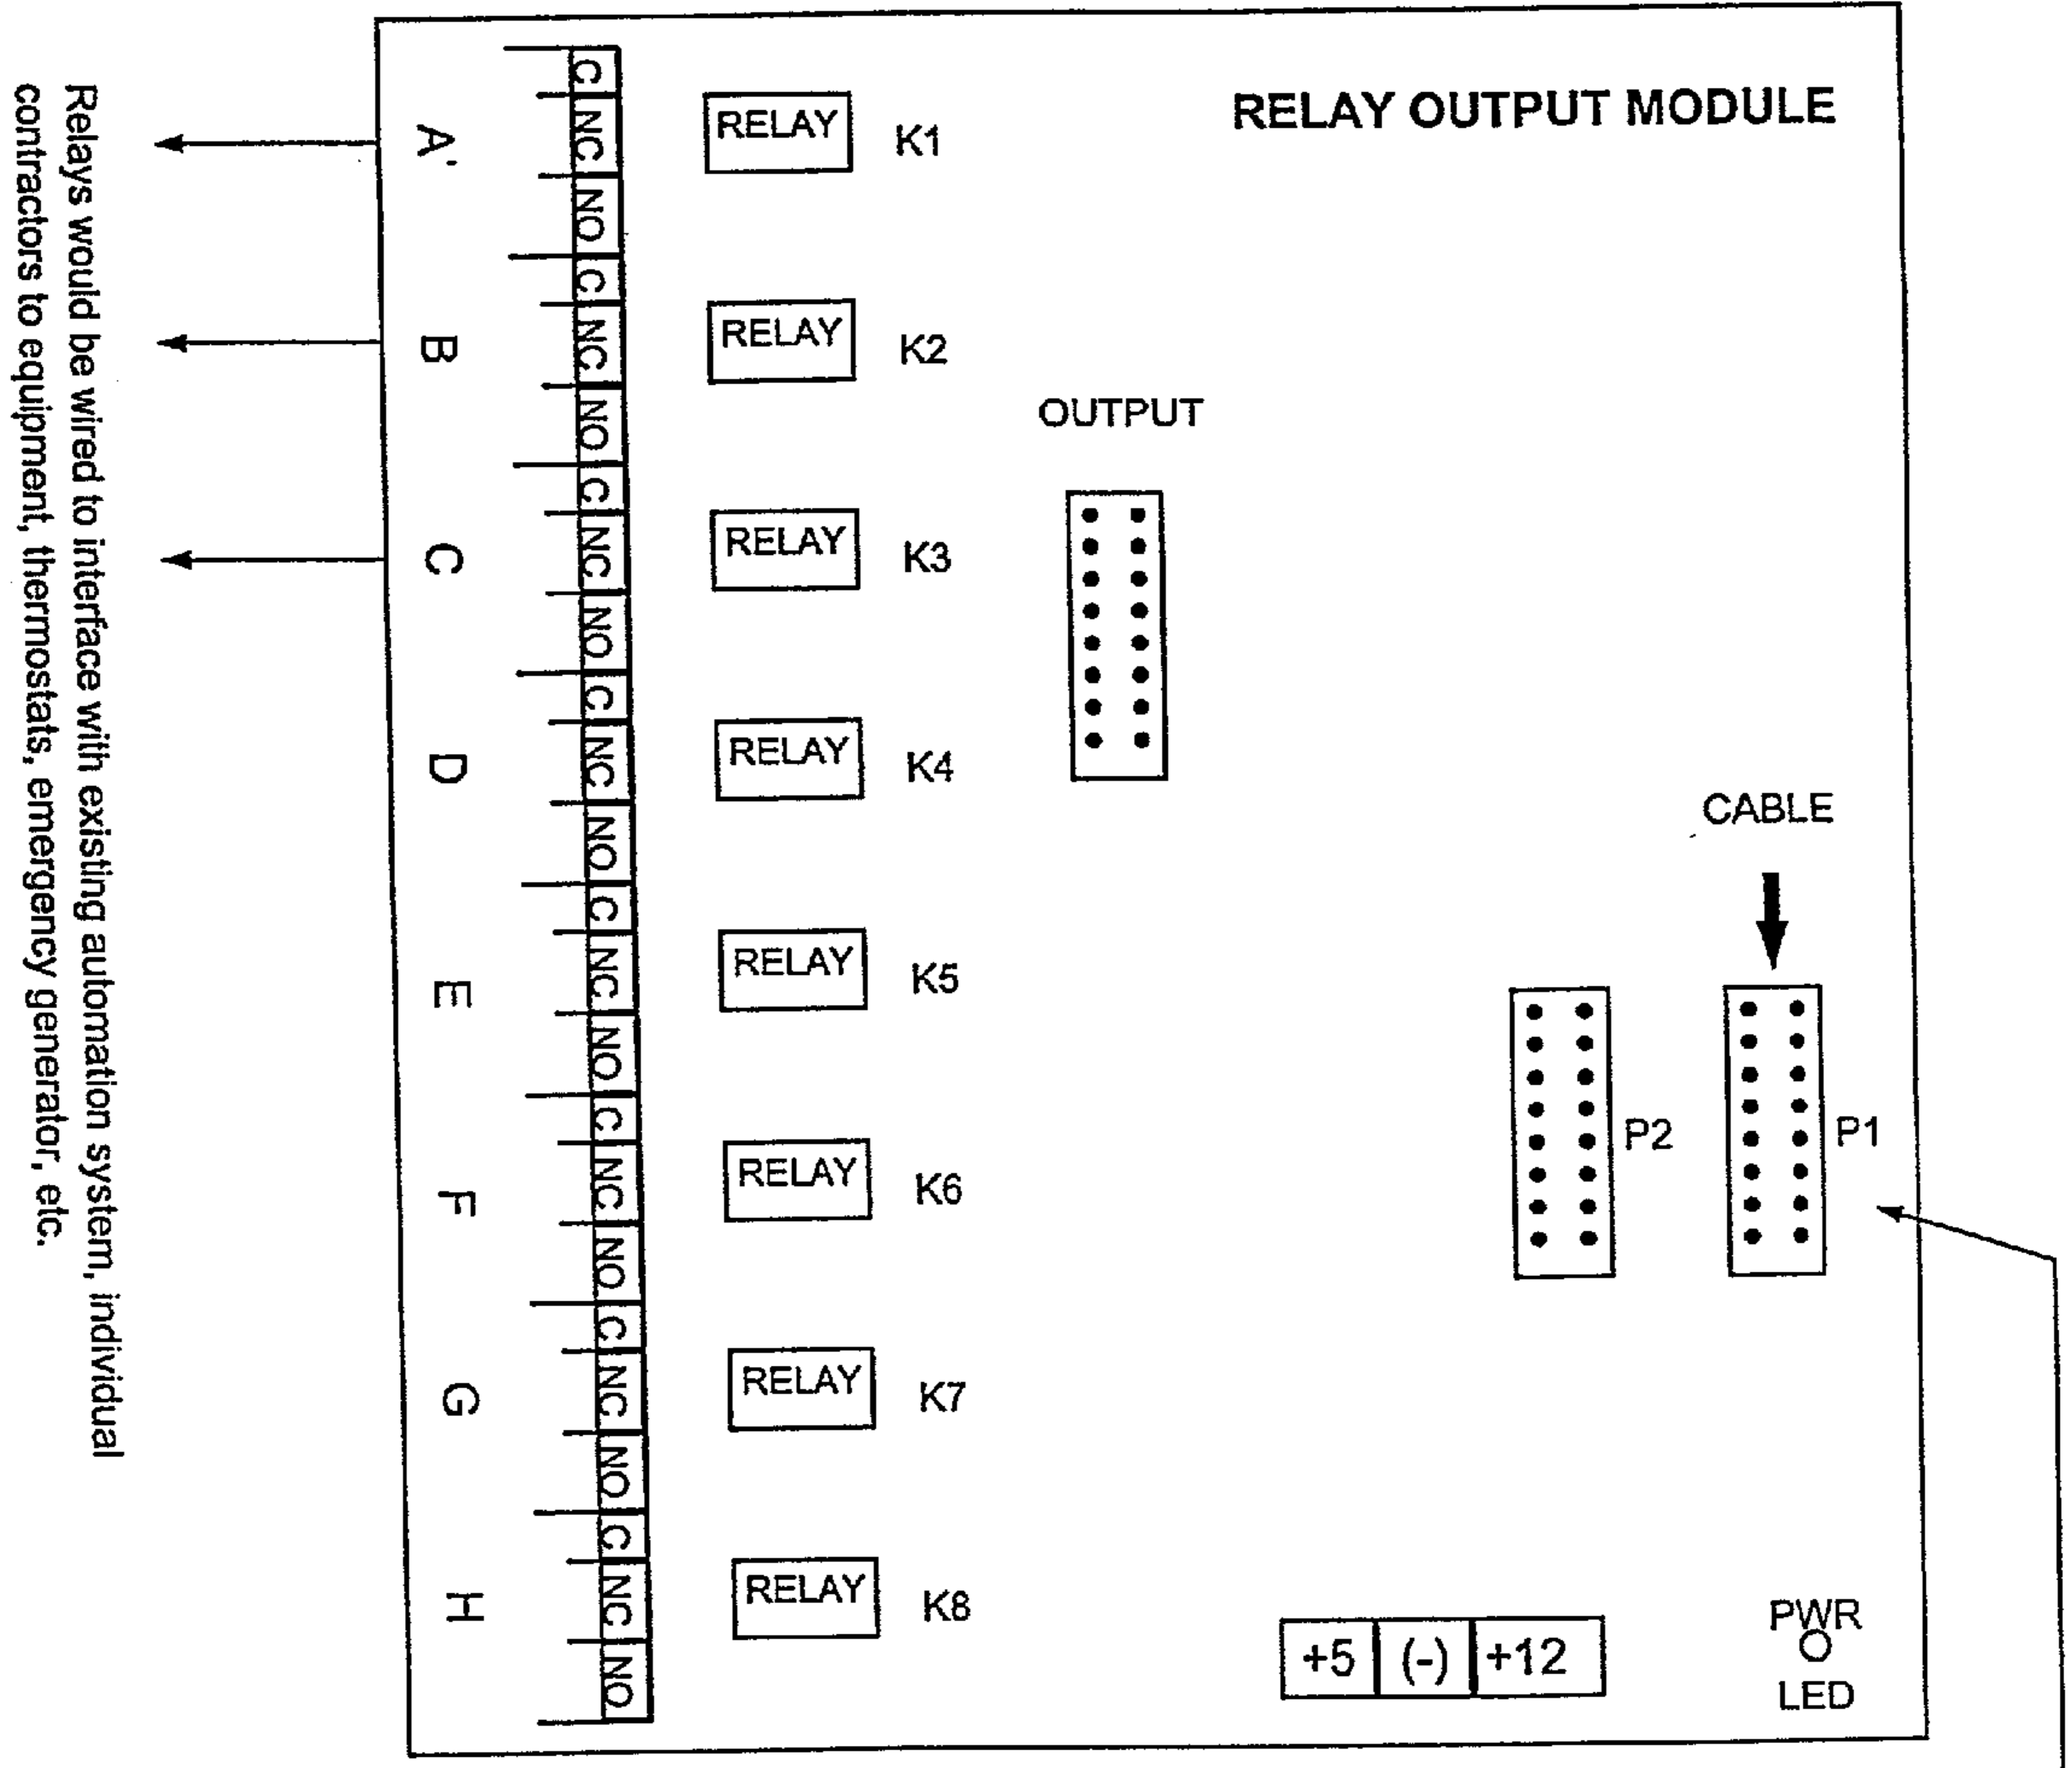 RELAY OUTPUT MODULE
C
NC
NO
A
RELAY
K1
C
NC
NO
B
RELAY
K2
C
NC
NO
C
RELAY
K3
C
NC
NO
D
RELAY
K4
C
NC
NO
E
RELAY
K5
C
NC
NO
F
RELAY
K6
C
NC
NO
G
RELAY
K7
C
NC
NO
H
RELAY
K8
OUTPUT
CABLE
P2
P1
+5 (-) +12
PWR
LED
Relays would be wired to interface with existing automation system, individual
contractors to equipment, thermostats, emergency generator, etc.